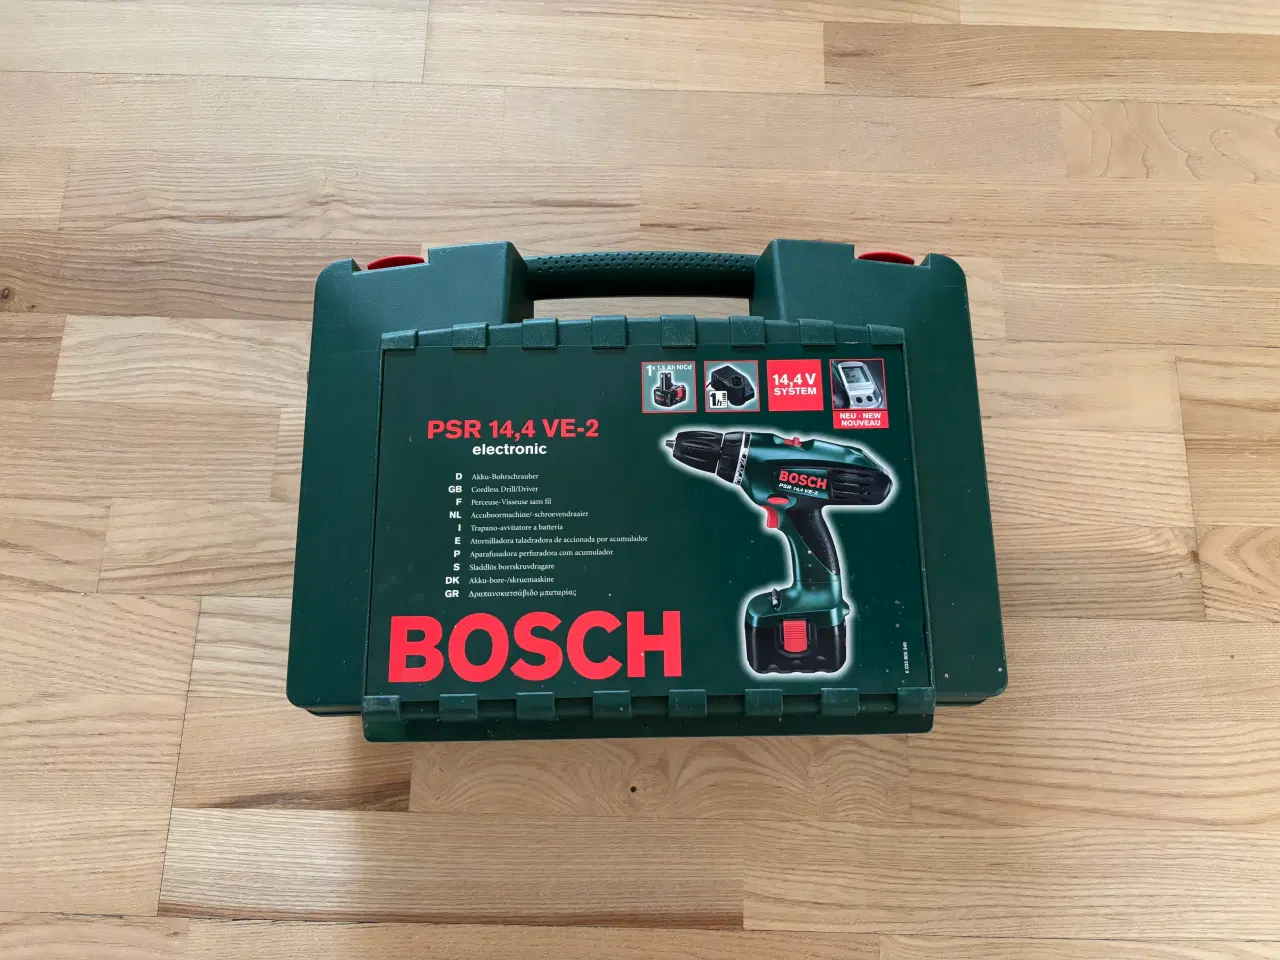 1 x 1,5 Ah NiCd
1h
14,4 V
SYSTEM
NEU · NEW
NOUVEAU
PSR 14,4 VE-2
electronic
D Akku-Bohrschrauber
GB Cordless Drill/Driver
F Perceuse-Visseuse sans fil
NL Accuboormachine/-schroevendraaier
I Trapano-avvitatore a batteria
E Atornilladora taladradora de accionada por acumulador
P Aparafusadora perfuradora com acumulador
S Sladdlös borrskruvdragare
DK Akku-bore-/skruemaskine
GR Δραπανοκατσάβιδο μπαταρίας
BOSCH
PSR 14,4 VE-2
BOSCH